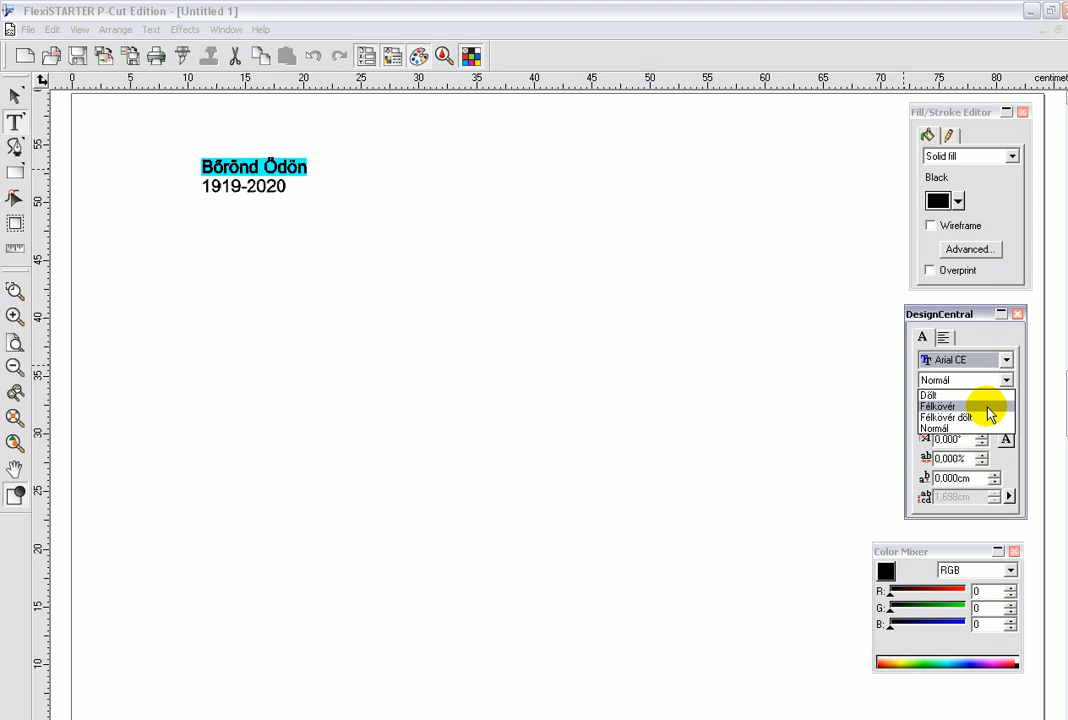 FlexiSTARTER P-Cut Edition - [Untitled 1]
File Edit View Arrange Text Effects Window Help
0 5 10 15 20 25 30 35 40 45 50 55 60 65 70 75 80 centimet
55
50
45
40
35
30
25
20
15
10
Bőrönd Ödön
1919-2020
Fill/Stroke Editor
Solid fill
Black
Wireframe
Advanced...
Overprint
DesignCentral
A
Arial CE
Normál
Dőlt
Félkövér
Félkövér dőlt
Normál
0,000°
A
0,000%
0,000cm
1,698cm
Color Mixer
RGB
R: 0
G: 0
B: 0